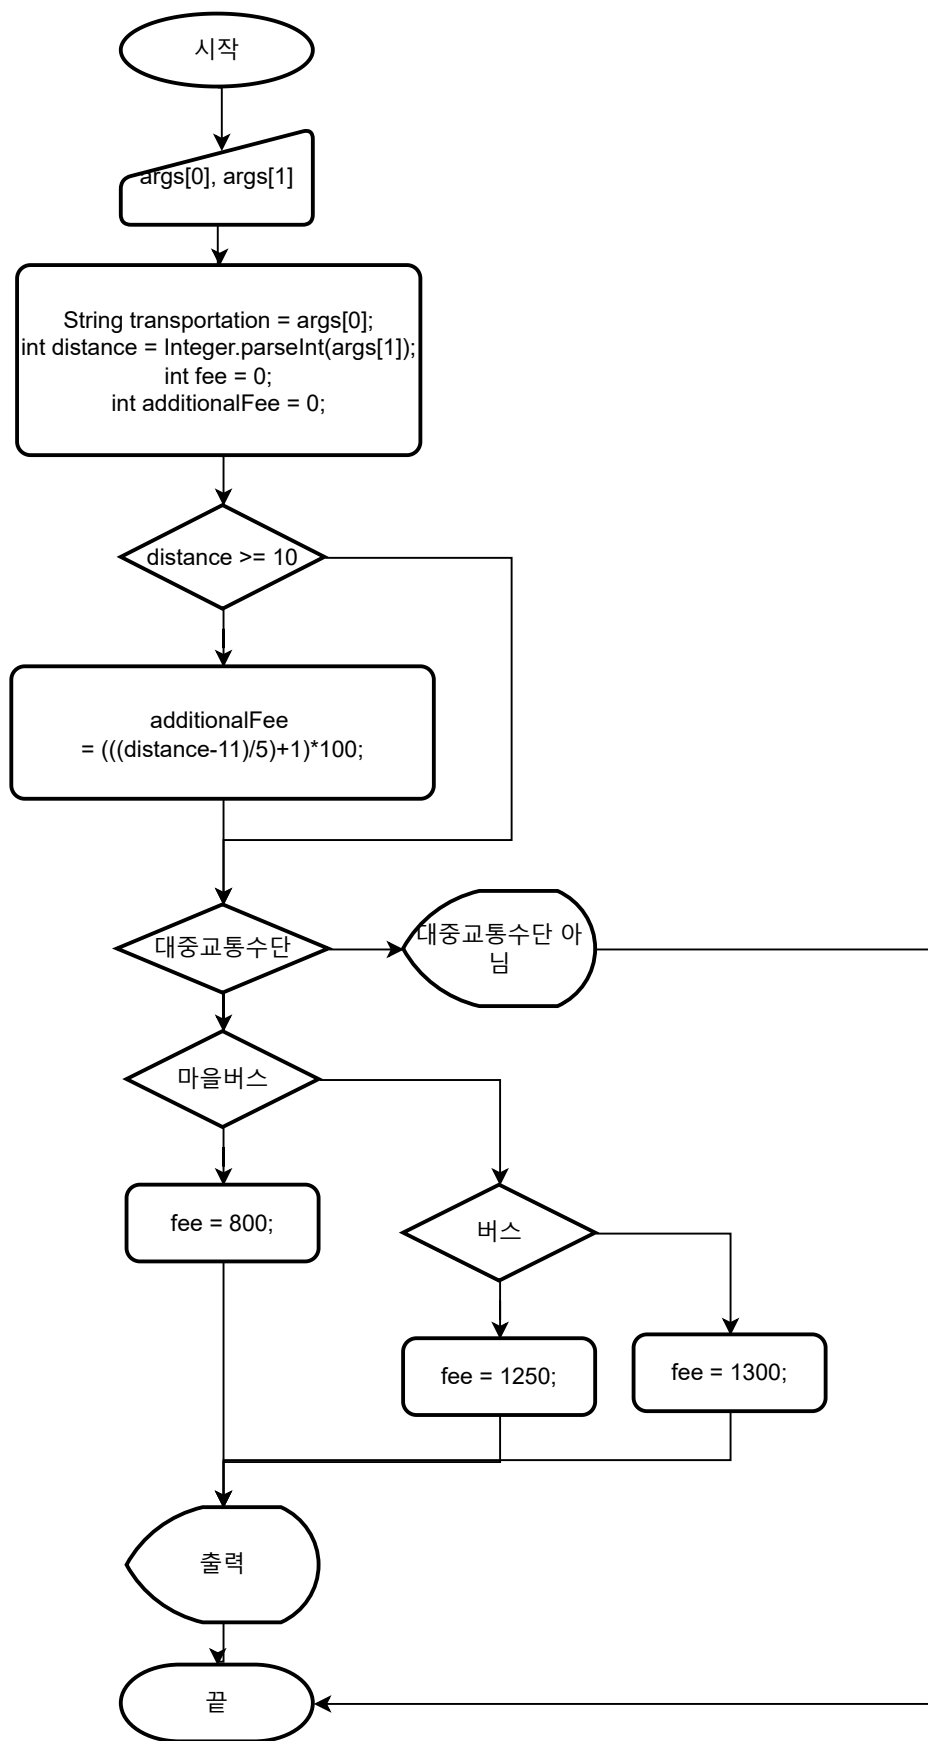 시작
args[0], args[1]
String transportation = args[0];
int distance = Integer.parseInt(args[1]);
int fee = 0;
int additionalFee = 0;
distance >= 10
additionalFee
= (((distance-11)/5)+1)*100;
대중교통수단
대중교통수단 아
님
마을버스
fee = 800;
버스
fee = 1250;
fee = 1300;
출력
끝